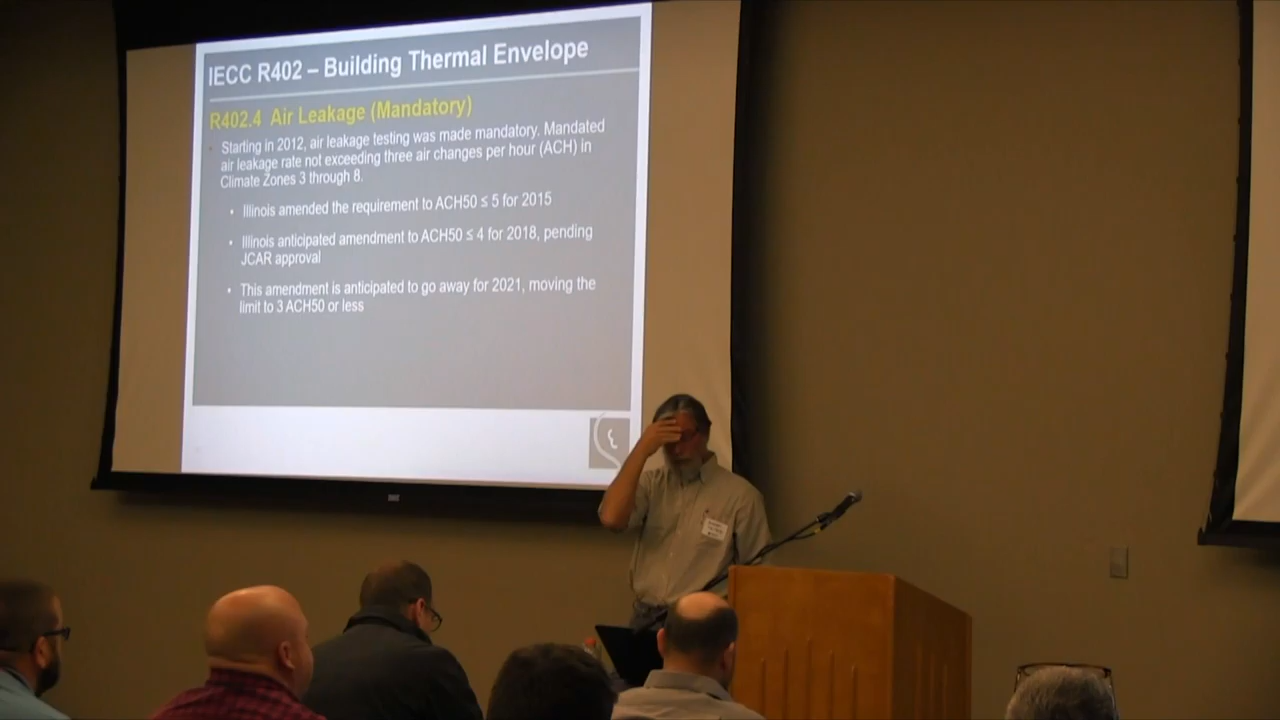 IECC R402 – Building Thermal Envelope
R402.4 Air Leakage (Mandatory)
Starting in 2012, air leakage testing was made mandatory. Mandated
air leakage rate not exceeding three air changes per hour (ACH) in
Climate Zones 3 through 8.
• Illinois amended the requirement to ACH50 ≤ 5 for 2015
• Illinois anticipated amendment to ACH50 ≤ 4 for 2018, pending
JCAR approval
• This amendment is anticipated to go away for 2021, moving the
limit to 3 ACH50 or less